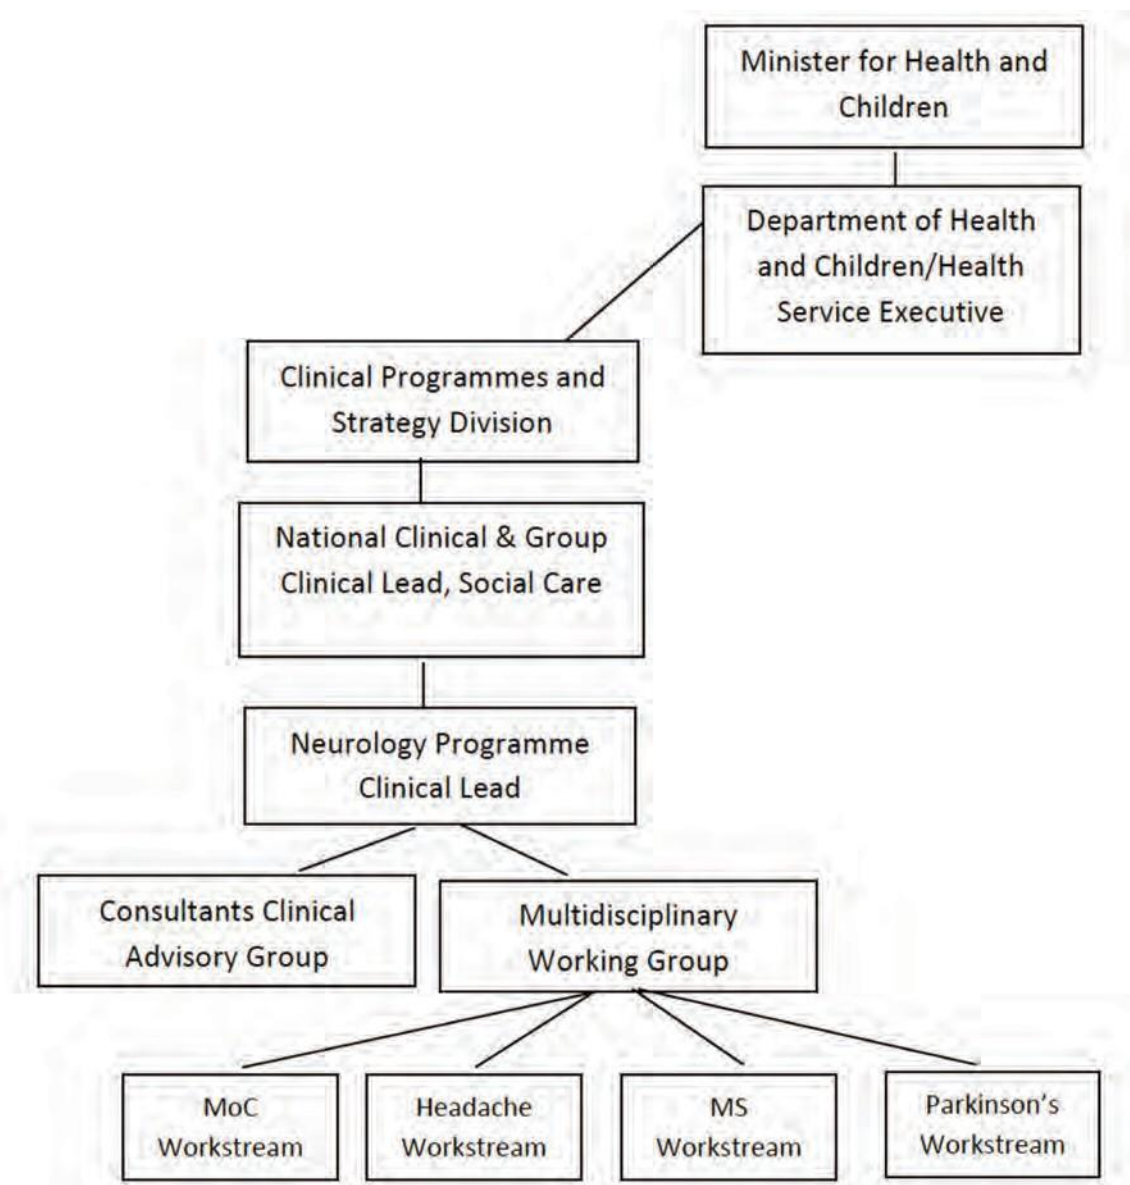 Minister for Health and
Children
Department of Health
and Children/Health
Service Executive
Clinical Programmes and
Strategy Division
National Clinical & Group
Clinical Lead, Social Care
Neurology Programme
Clinical Lead
Consultants Clinical
Advisory Group
Multidisciplinary
Working Group
MoC
Workstream
Headache
Workstream
MS
Workstream
Parkinson's
Workstream